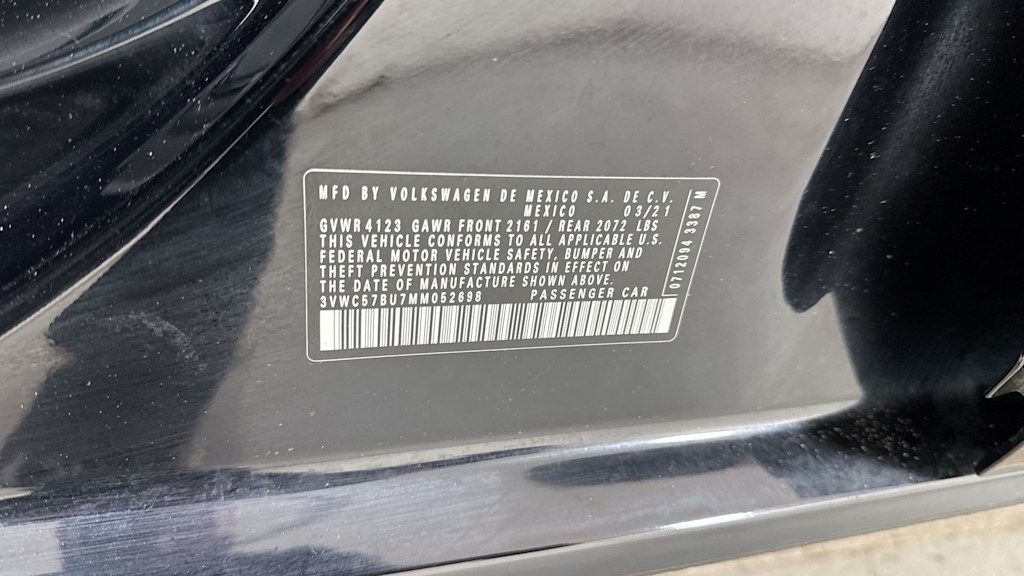 MFD BY VOLKSWAGEN DE MEXICO S.A. DE C.V.
MEXICO 03/21
GVWR 4123 GAWR FRONT 2161 / REAR 2072 LBS
THIS VEHICLE CONFORMS TO ALL APPLICABLE U.S.
FEDERAL MOTOR VEHICLE SAFETY, BUMPER AND
THEFT PREVENTION STANDARDS IN EFFECT ON
THE DATE OF MANUFACTURE SHOWN ABOVE.
3VWC57BU7MM052698 PASSENGER CAR
0712094 3387 M